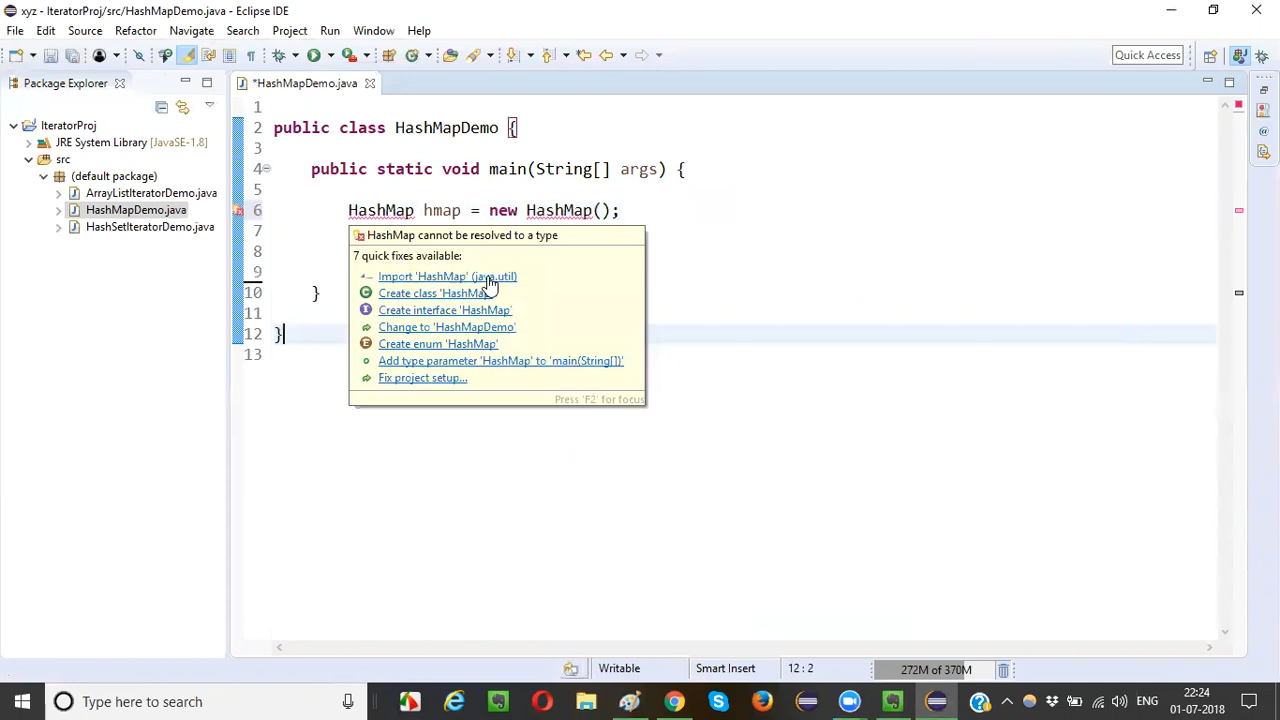 xyz - IteratorProj/src/HashMapDemo.java - Eclipse IDE
File Edit Source Refactor Navigate Search Project Run Window Help
Quick Access
Package Explorer
*HashMapDemo.java
IteratorProj
JRE System Library [JavaSE-1.8]
src
(default package)
ArrayListIteratorDemo.java
HashMapDemo.java
HashSetIteratorDemo.java
1
2 public class HashMapDemo {
3
4 public static void main(String[] args) {
5
6 HashMap hmap = new HashMap();
7
8
9
10 }
11
12 }
13
HashMap cannot be resolved to a type
7 quick fixes available:
Import 'HashMap' (java.util)
Create class 'HashMap'
Create interface 'HashMap'
Change to 'HashMapDemo'
Create enum 'HashMap'
Add type parameter 'HashMap' to 'main(String[])'
Fix project setup...
Press 'F2' for focus
Writable Smart Insert 12 : 2 272M of 370M
Type here to search
ENG
22:24
01-07-2018